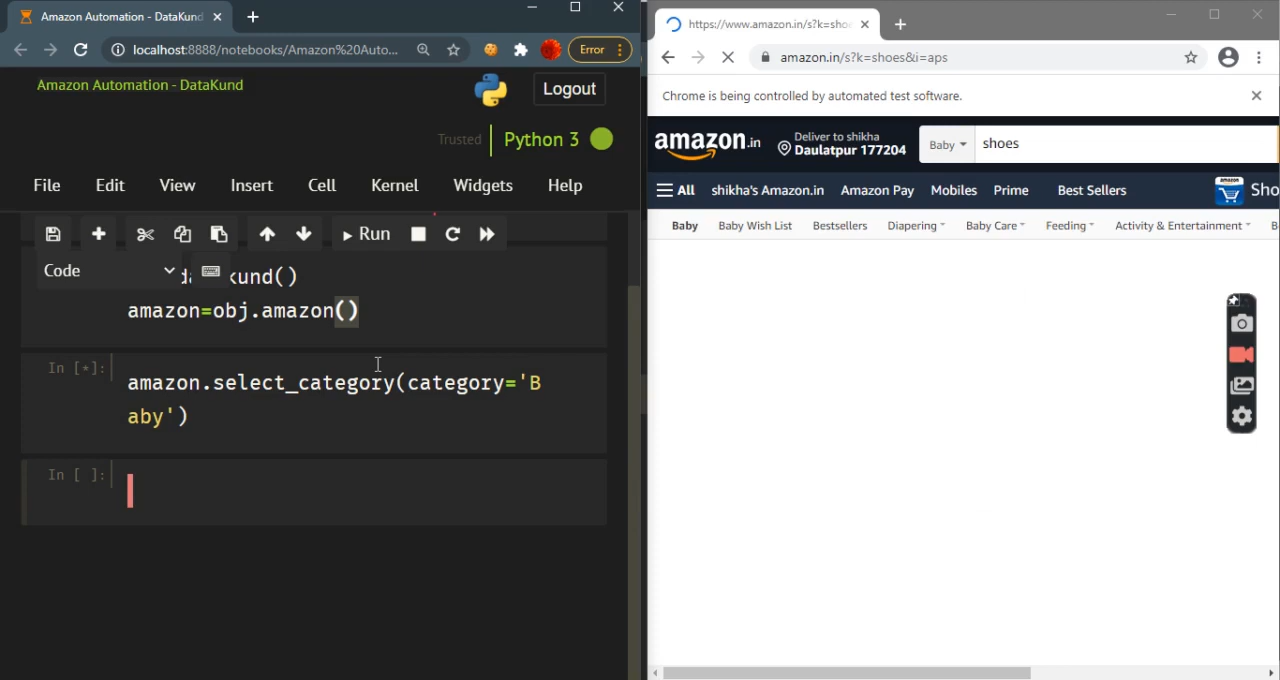 Amazon Automation - DataKund
localhost:8888/notebooks/Amazon%20Auto...
Error
Amazon Automation - DataKund
Logout
Trusted
Python 3
File Edit View Insert Cell Kernel Widgets Help
Run
Code
kund()
amazon=obj.amazon()
In [*]:
amazon.select_category(category='B
aby')
In [ ]:
https://www.amazon.in/s?k=shoe
amazon.in/s?k=shoes&i=aps
Chrome is being controlled by automated test software.
amazon.in
Deliver to shikha
Daulatpur 177204
Baby
shoes
All shikha's Amazon.in Amazon Pay Mobiles Prime Best Sellers
amazon
Sho
Baby Baby Wish List Bestsellers Diapering Baby Care Feeding Activity & Entertainment B